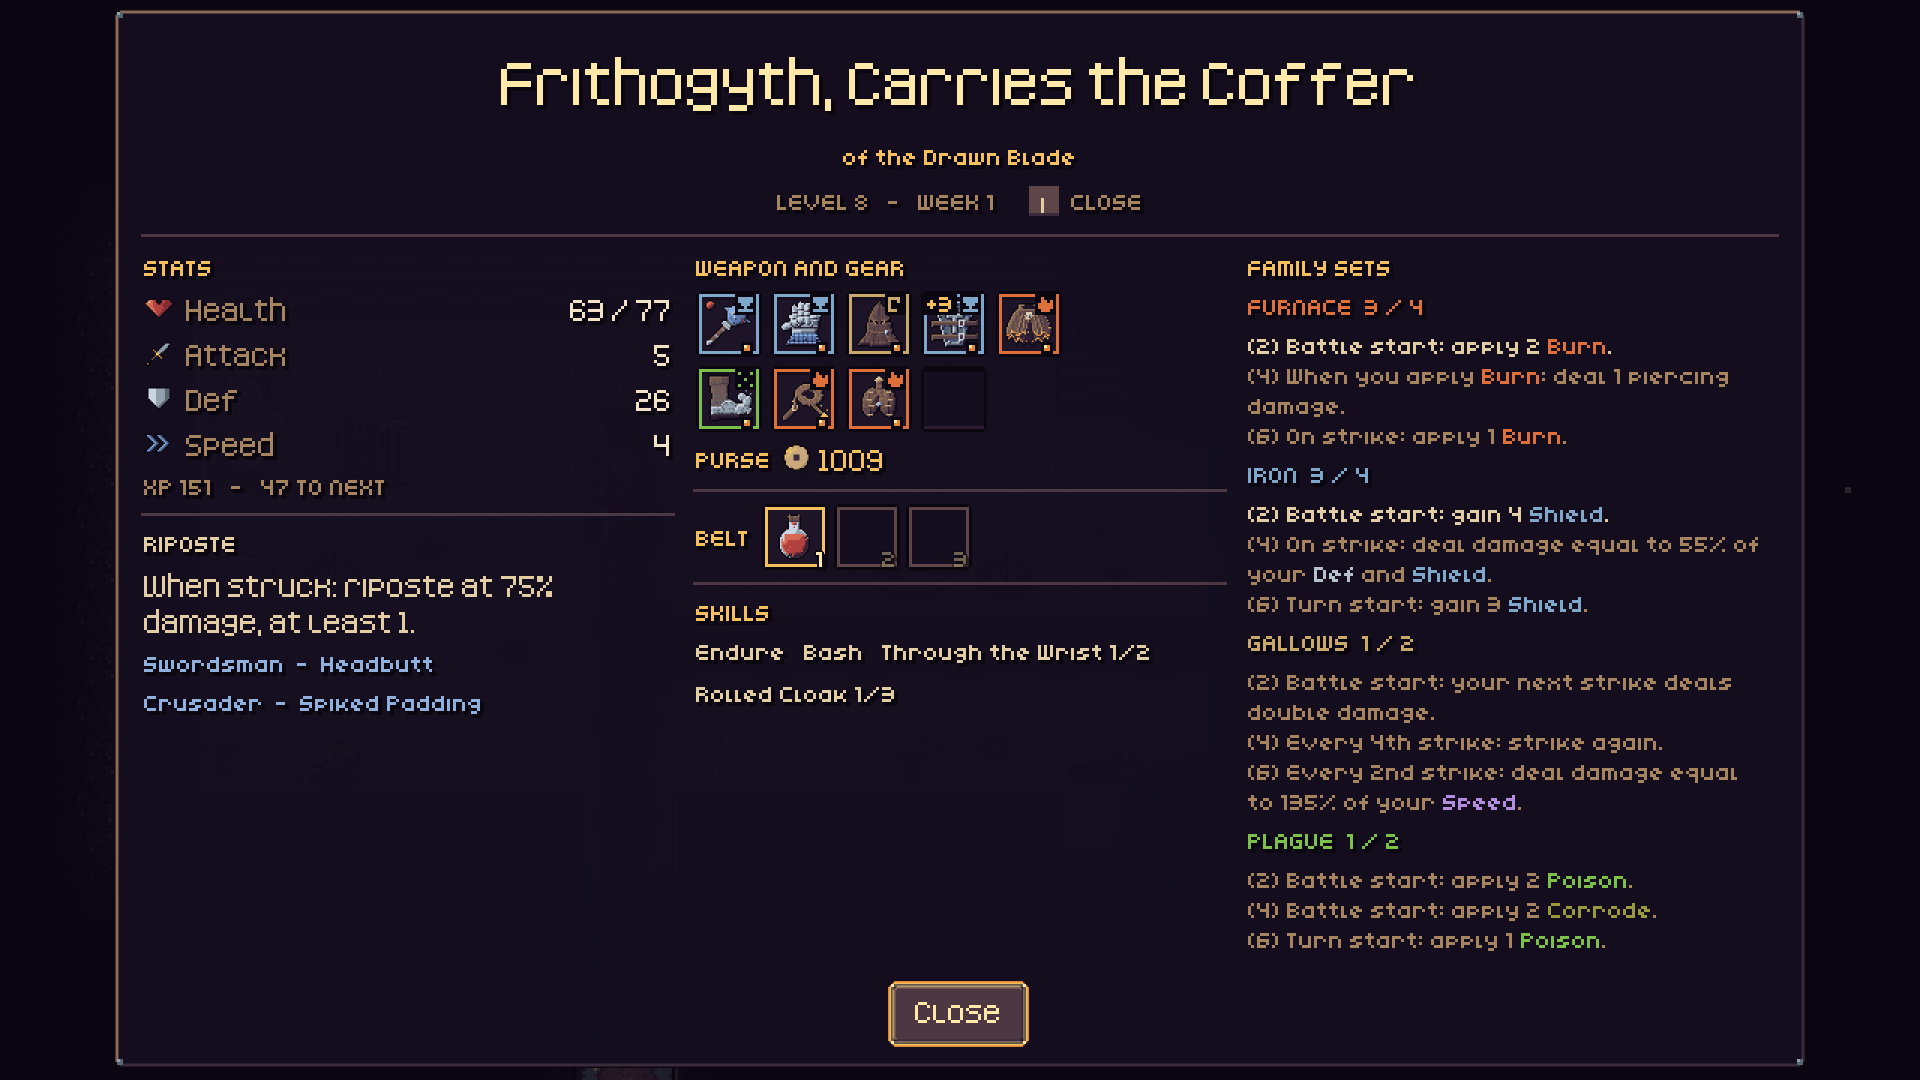 Frithogyth, Carries the Coffer
of the Drawn Blade
LEVEL 8 - WEEK 1 I CLOSE
STATS
Health 63 / 77
Attack 5
Def 26
Speed 4
XP 151 - 47 TO NEXT
RIPOSTE
When struck: riposte at 75%
damage, at least 1.
Swordsman - Headbutt
Crusader - Spiked Padding
WEAPON AND GEAR
C +3
PURSE 1009
BELT 1 2 3
SKILLS
Endure Bash Through the Wrist 1/2
Rolled Cloak 1/3
FAMILY SETS
FURNACE 3 / 4
(2) Battle start: apply 2 Burn.
(4) When you apply Burn: deal 1 piercing
damage.
(6) On strike: apply 1 Burn.
IRON 3 / 4
(2) Battle start: gain 4 Shield.
(4) On strike: deal damage equal to 55% of
your Def and Shield.
(6) Turn start: gain 3 Shield.
GALLOWS 1 / 2
(2) Battle start: your next strike deals
double damage.
(4) Every 4th strike: strike again.
(6) Every 2nd strike: deal damage equal
to 135% of your Speed.
PLAGUE 1 / 2
(2) Battle start: apply 2 Poison.
(4) Battle start: apply 2 Corrode.
(6) Turn start: apply 1 Poison.
Close